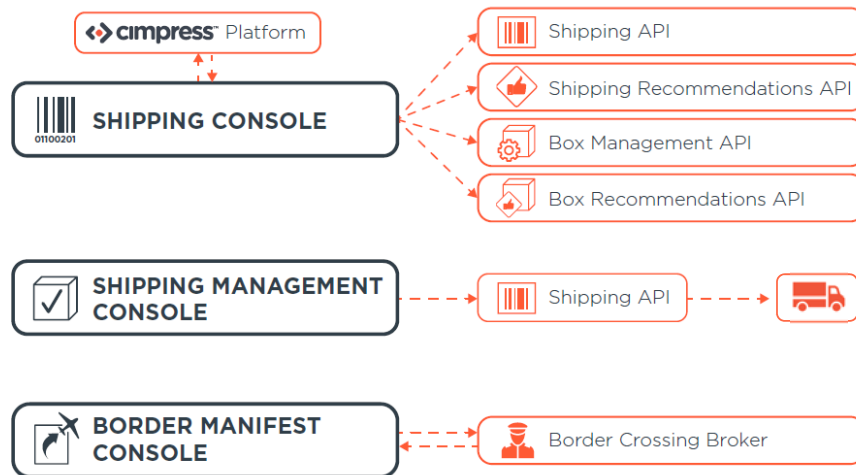 cimpress™ Platform
Shipping API
SHIPPING CONSOLE
01100201
Shipping Recommendations API
Box Management API
Box Recommendations API
SHIPPING MANAGEMENT
CONSOLE
Shipping API
BORDER MANIFEST
CONSOLE
Border Crossing Broker